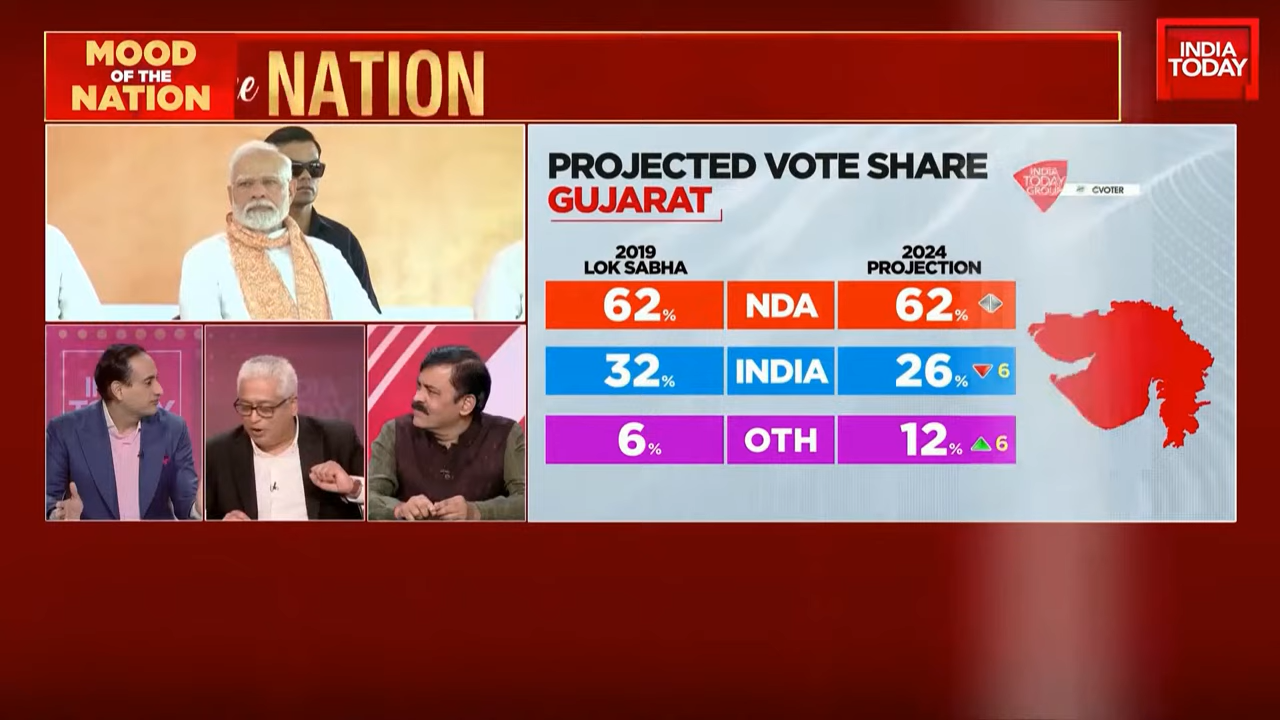 MOOD
OF THE
NATION
e NATION
INDIA
TODAY
PROJECTED VOTE SHARE
GUJARAT
INDIA
TODAY
GROUP
CVOTER
2019
LOK SABHA
2024
PROJECTION
62% NDA 62%
32% INDIA 26% 6
6% OTH 12% 6